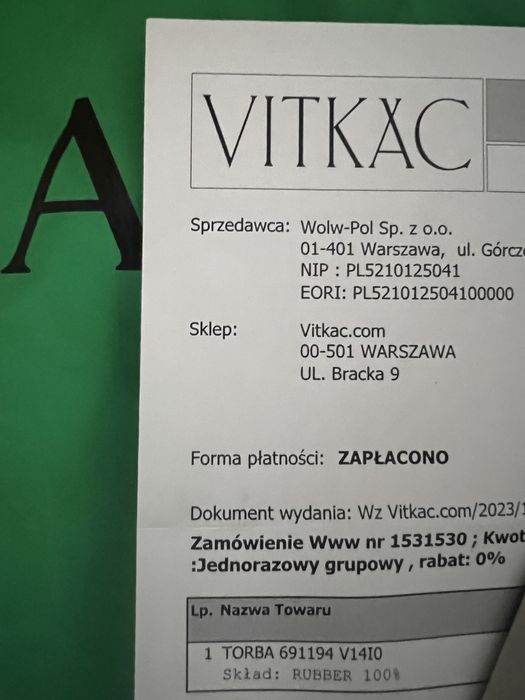 A
VITKAC
Sprzedawca: Wolw-Pol Sp. z o.o.
01-401 Warszawa, ul.
NIP : PL5210125041
EORI: PL521012504100000
Sklep: Vitkac.com
00-501 WARSZAWA
UL. Bracka 9
Forma płatności: ZAPŁACONO
Dokument wydania: Wz Vitkac.com/2023/
Zamówienie Www nr 1531530 ;
:Jednorazowy grupowy , rabat: 0%
Lp. Nazwa Towaru
1 TORBA 691194 V14I0
Skład: RUBBER 100%